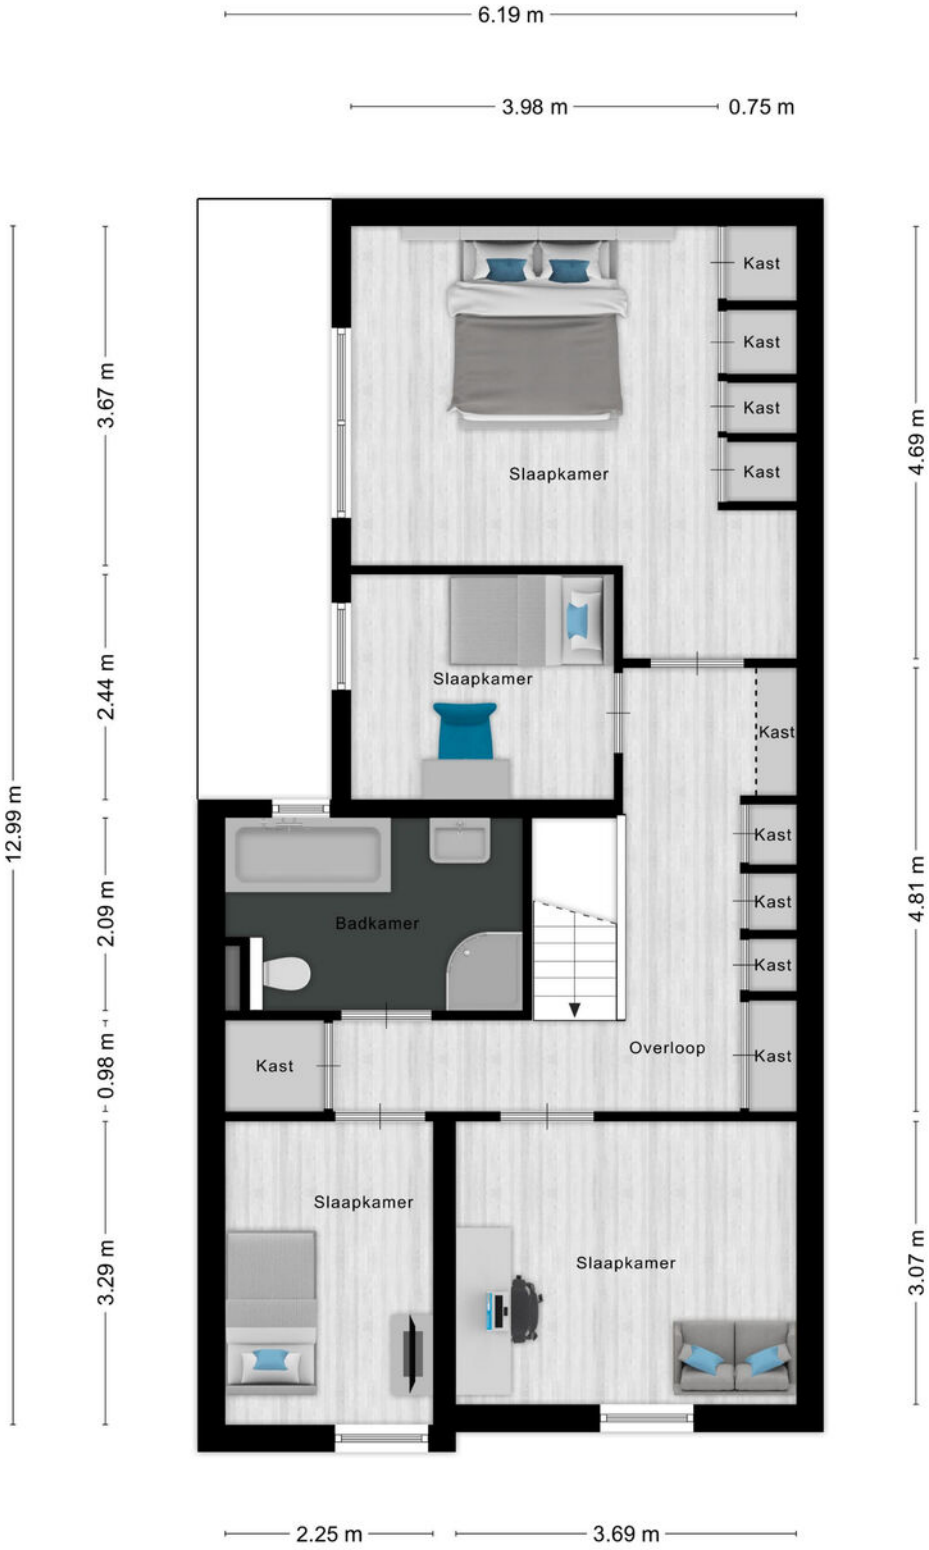 6.19 m
3.98 m
0.75 m
Kast
Kast
3.67 m
Kast
4.69 m
Kast
Slaapkamer
2.44 m
Slaapkamer
Kast
12.99 m
Kast
4.81 m
Kast
2.09 m
Badkamer
Kast
Overloop
0.98 m
Kast
Kast
Slaapkamer
3.29 m
Slaapkamer
3.07 m
2.25 m
3.69 m